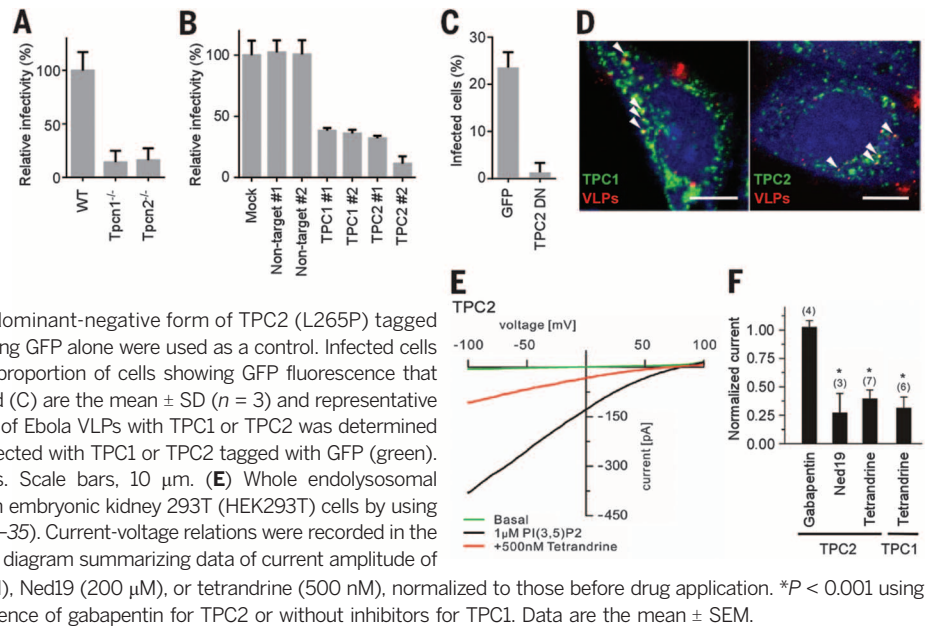 A
B
C
D
Relative infectivity (%)
100
50
0
WT
Tpcn1-/-
Tpcn2-/-
Relative infectivity (%)
100
50
0
Mock
Non-target #1
Non-target #2
TPC1 #1
TPC1 #2
TPC2 #1
TPC2 #2
Infected cells (%)
30
20
10
0
GFP
TPC2 DN
TPC1
VLPs
TPC2
VLPs
dominant-negative form of TPC2 (L265P) tagged
ing GFP alone were used as a control. Infected cells
proportion of cells showing GFP fluorescence that
d (C) are the mean ± SD (n = 3) and representative
of Ebola VLPs with TPC1 or TPC2 was determined
ected with TPC1 or TPC2 tagged with GFP (green).
s. Scale bars, 10 μm. (E) Whole endolysosomal
n embryonic kidney 293T (HEK293T) cells by using
–35). Current-voltage relations were recorded in the
diagram summarizing data of current amplitude of
), Ned19 (200 μM), or tetrandrine (500 nM), normalized to those before drug application. *P < 0.001 using
ence of gabapentin for TPC2 or without inhibitors for TPC1. Data are the mean ± SEM.
E
TPC2
voltage [mV]
-100 -50 50 100
-150
-300
-450
current [pA]
Basal
1μM PI(3,5)P2
+500nM Tetrandrine
F
Normalized current
1.00
0.75
0.50
0.25
0.00
(4)
* (3)
* (7)
* (6)
Gabapentin
Ned19
Tetrandrine
Tetrandrine
TPC2 TPC1